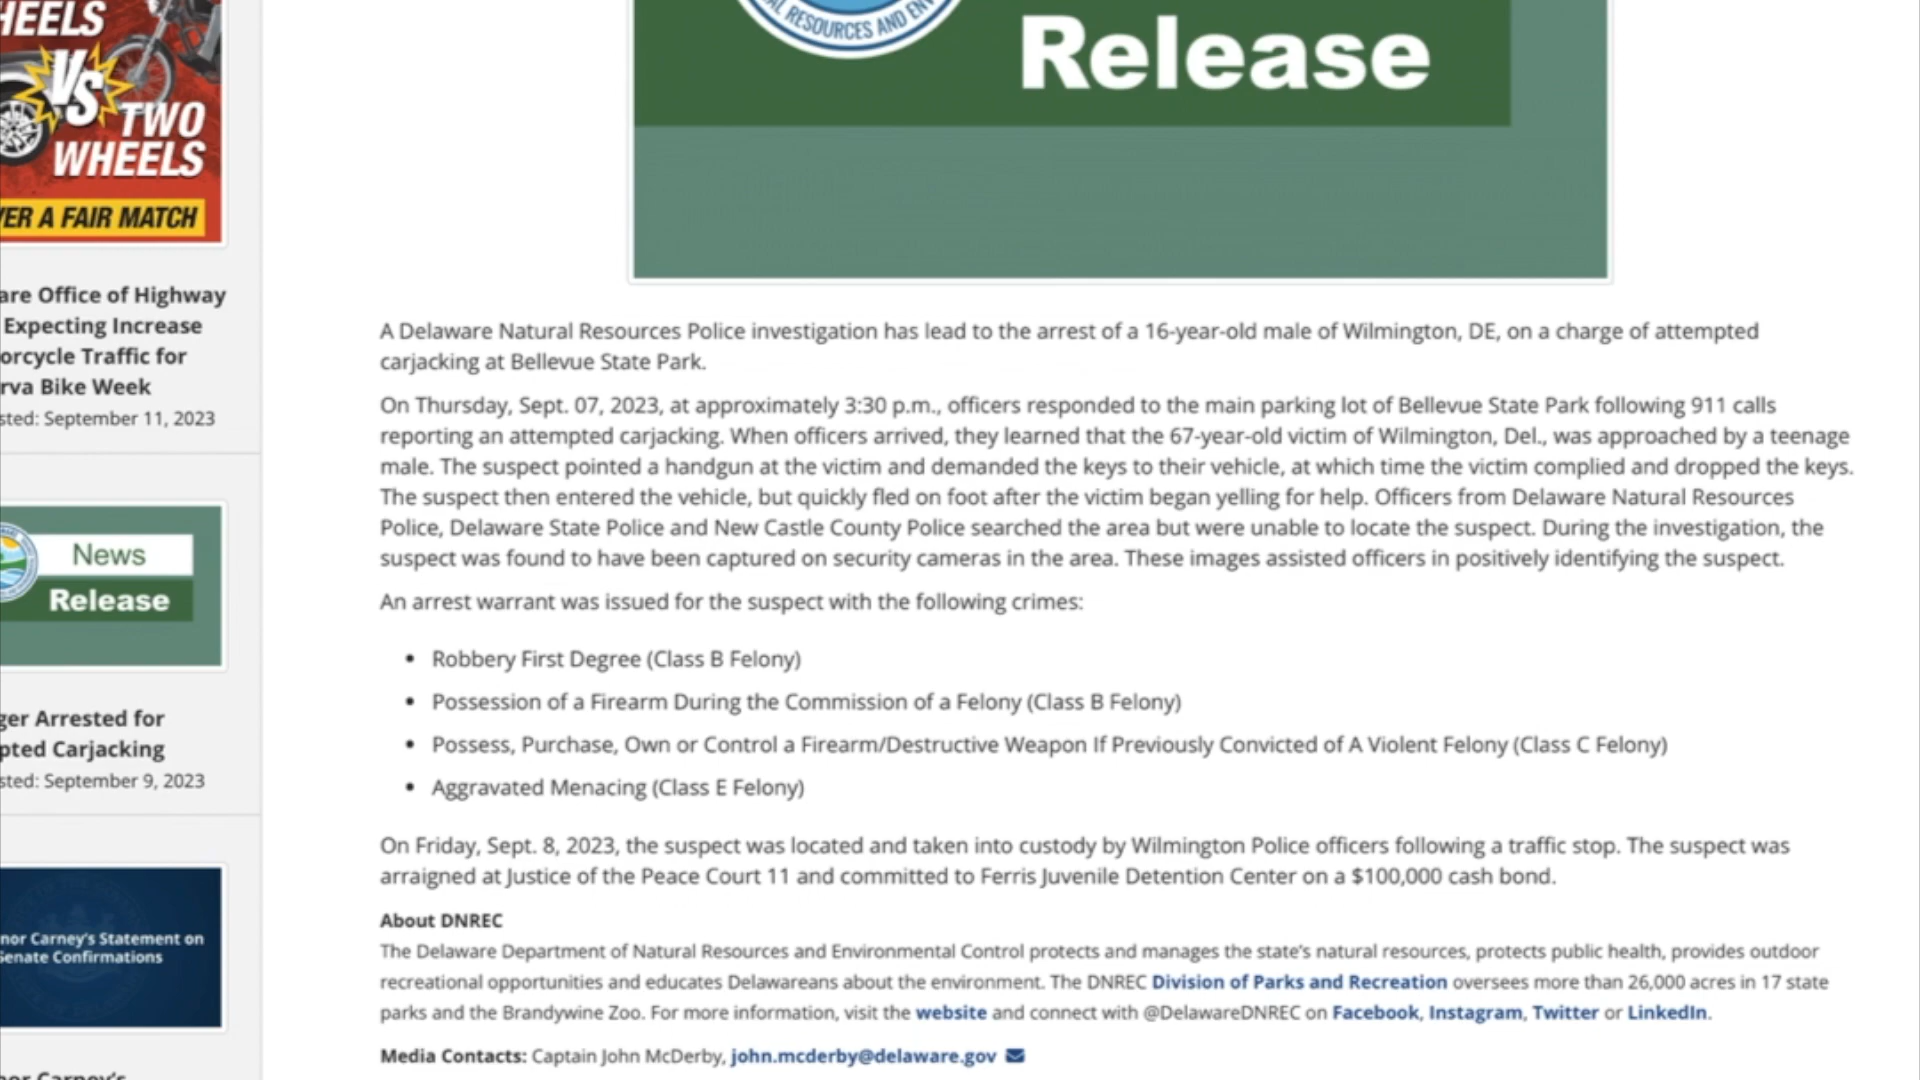 HEELS
VS
TWO
WHEELS
VER A FAIR MATCH
are Office of Highway
Expecting Increase
orcycle Traffic for
rva Bike Week
sted: September 11, 2023
News
Release
ger Arrested for
pted Carjacking
sted: September 9, 2023
nor Carney's Statement on
Senate Confirmations
nor Carney's
AL RESOURCES AND ENV
Release
A Delaware Natural Resources Police investigation has lead to the arrest of a 16-year-old male of Wilmington, DE, on a charge of attempted
carjacking at Bellevue State Park.
On Thursday, Sept. 07, 2023, at approximately 3:30 p.m., officers responded to the main parking lot of Bellevue State Park following 911 calls
reporting an attempted carjacking. When officers arrived, they learned that the 67-year-old victim of Wilmington, Del., was approached by a teenage
male. The suspect pointed a handgun at the victim and demanded the keys to their vehicle, at which time the victim complied and dropped the keys.
The suspect then entered the vehicle, but quickly fled on foot after the victim began yelling for help. Officers from Delaware Natural Resources
Police, Delaware State Police and New Castle County Police searched the area but were unable to locate the suspect. During the investigation, the
suspect was found to have been captured on security cameras in the area. These images assisted officers in positively identifying the suspect.
An arrest warrant was issued for the suspect with the following crimes:
• Robbery First Degree (Class B Felony)
• Possession of a Firearm During the Commission of a Felony (Class B Felony)
• Possess, Purchase, Own or Control a Firearm/Destructive Weapon If Previously Convicted of A Violent Felony (Class C Felony)
• Aggravated Menacing (Class E Felony)
On Friday, Sept. 8, 2023, the suspect was located and taken into custody by Wilmington Police officers following a traffic stop. The suspect was
arraigned at Justice of the Peace Court 11 and committed to Ferris Juvenile Detention Center on a $100,000 cash bond.
About DNREC
The Delaware Department of Natural Resources and Environmental Control protects and manages the state's natural resources, protects public health, provides outdoor
recreational opportunities and educates Delawareans about the environment. The DNREC Division of Parks and Recreation oversees more than 26,000 acres in 17 state
parks and the Brandywine Zoo. For more information, visit the website and connect with @DelawareDNREC on Facebook, Instagram, Twitter or LinkedIn.
Media Contacts: Captain John McDerby, john.mcderby@delaware.gov